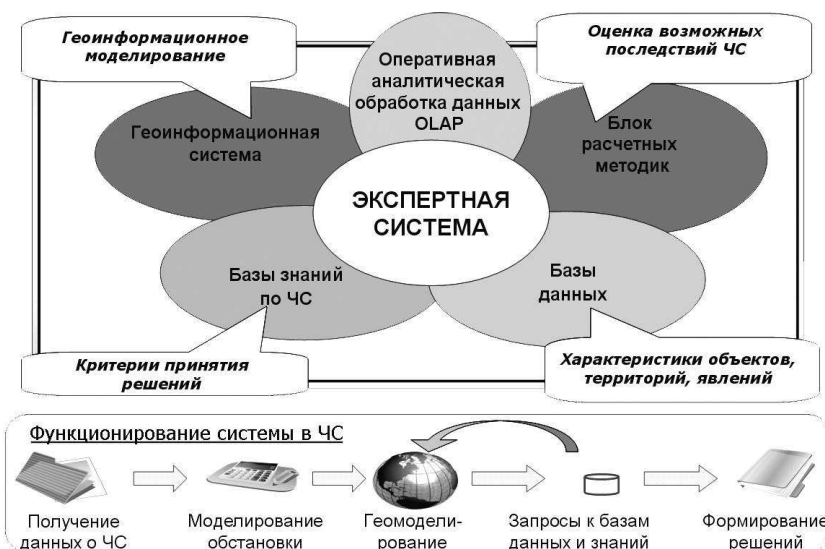 Геоинформационное
моделирование
Оценка возможных
последствий ЧС
Оперативная
аналитическая
обработка данных
OLAP
Геоинформационная
система
Блок
расчетных
методик
ЭКСПЕРТНАЯ
СИСТЕМА
Базы знаний
по ЧС
Базы
данных
Критерии принятия
решений
Характеристики объектов,
территорий, явлений
Функционирование системы в ЧС
Получение
данных о ЧС
Моделирование
обстановки
Геомодели-
рование
Запросы к базам
данных и знаний
Формирование
решений